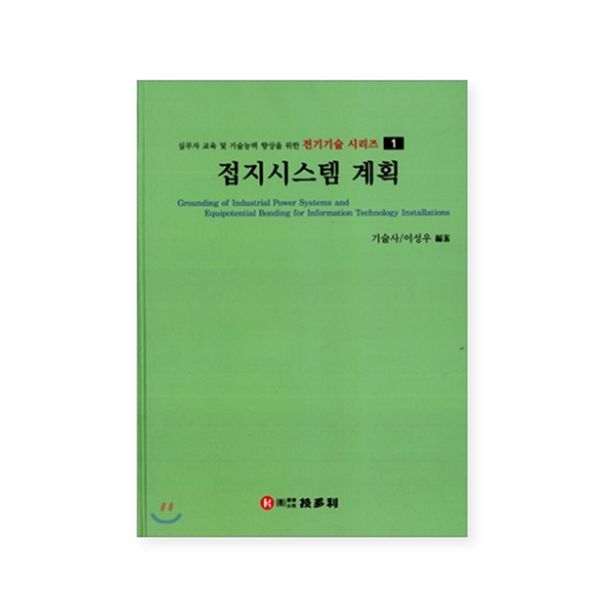 실무자 교육 및 기술능력 향상을 위한 전기기술 시리즈 1
접지시스템 계획
Grounding of Industrial Power Systems and
Equipotential Bonding for Information Technology Installations
기술사/이성우 編著
技多利